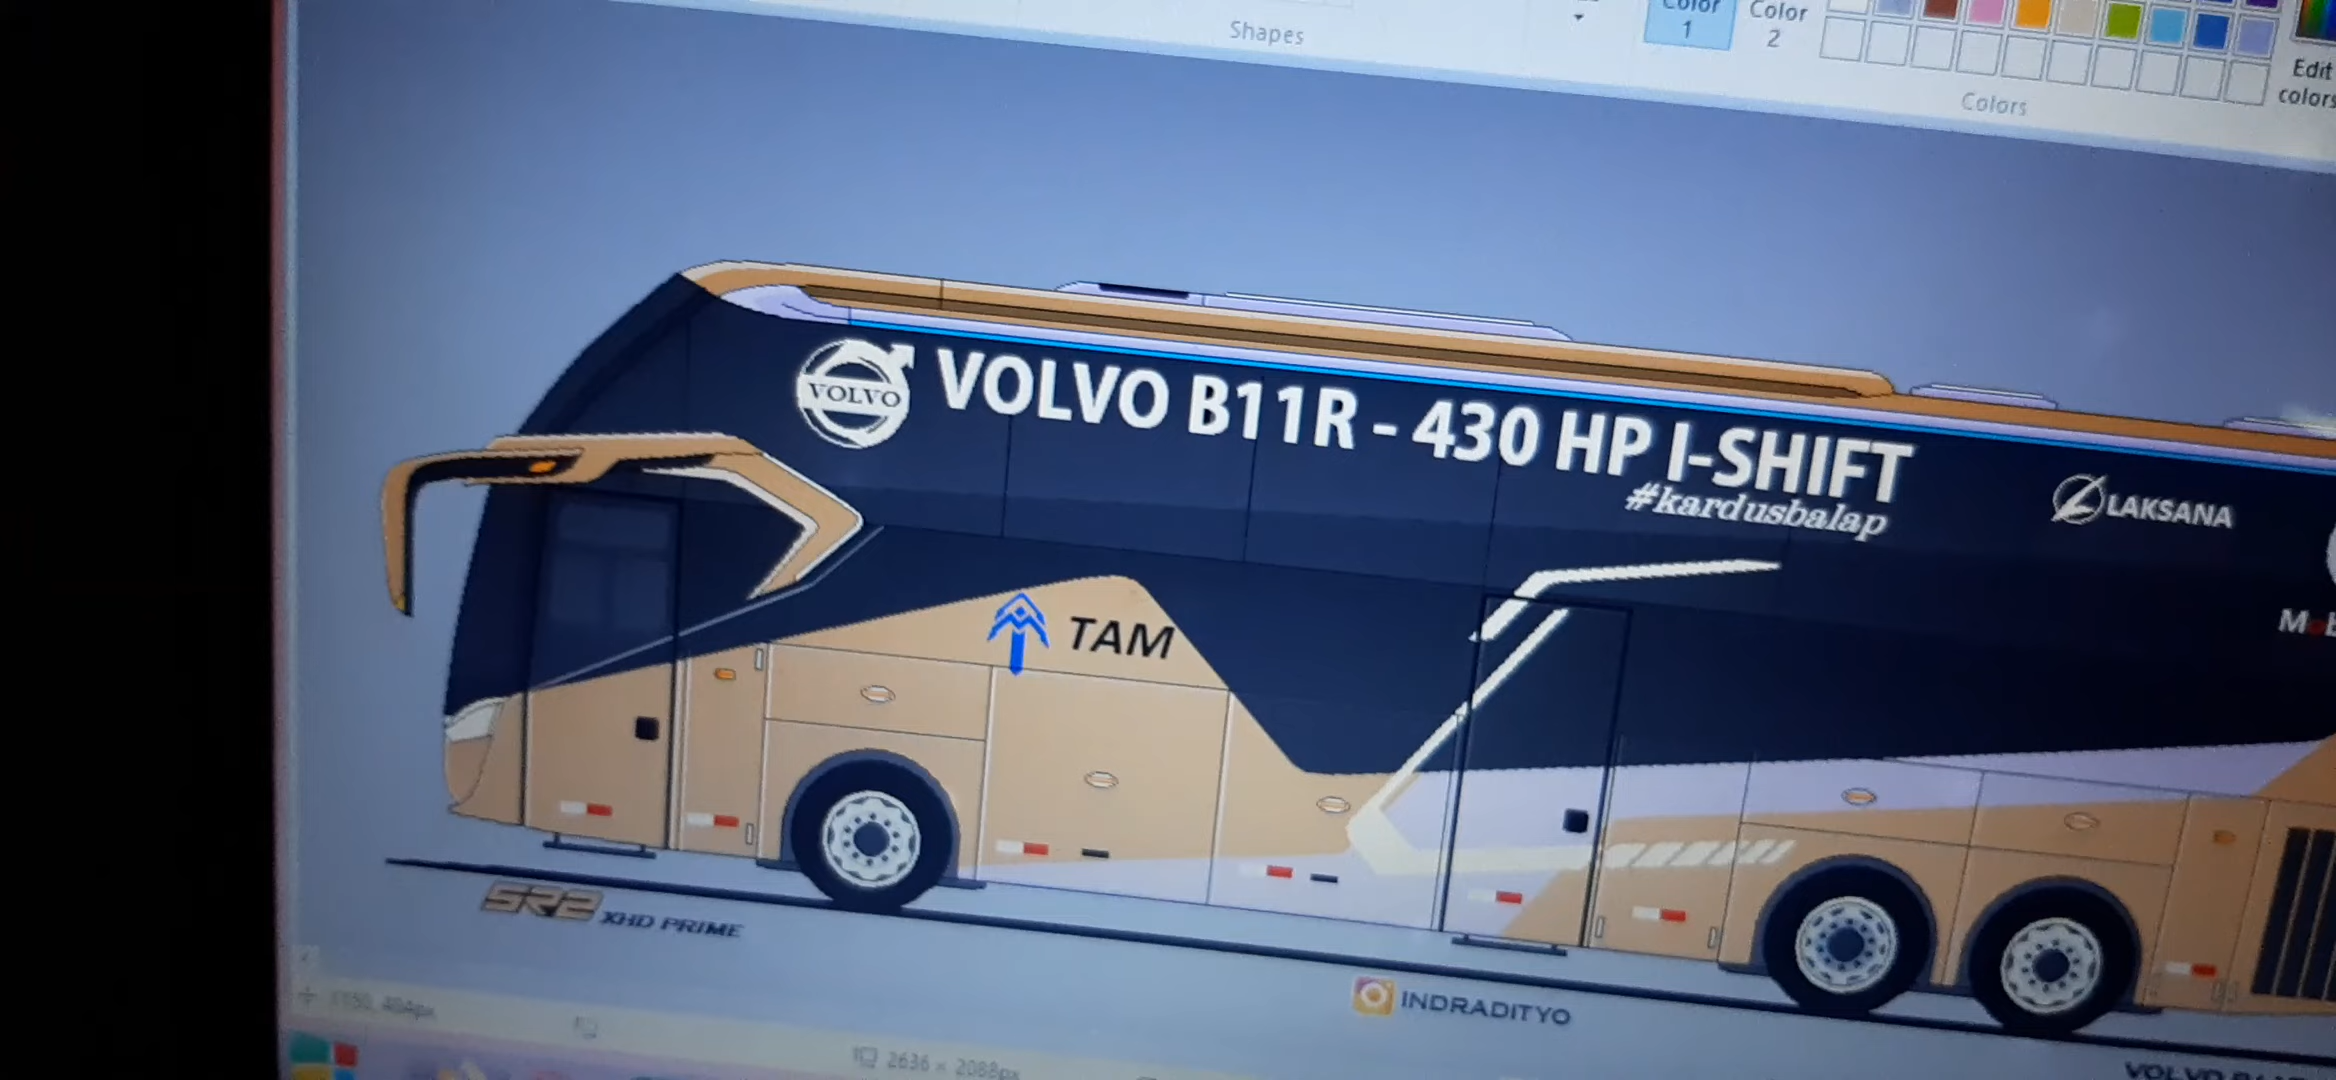 Shapes
Color
1
Color
2
Edit
colors
Colors
VOLVO
VOLVO B11R - 430 HP I-SHIFT
#kardusbalap
LAKSANA
TAM
SR2 XHD PRIME
INDRADITYO
2636 × 2088px